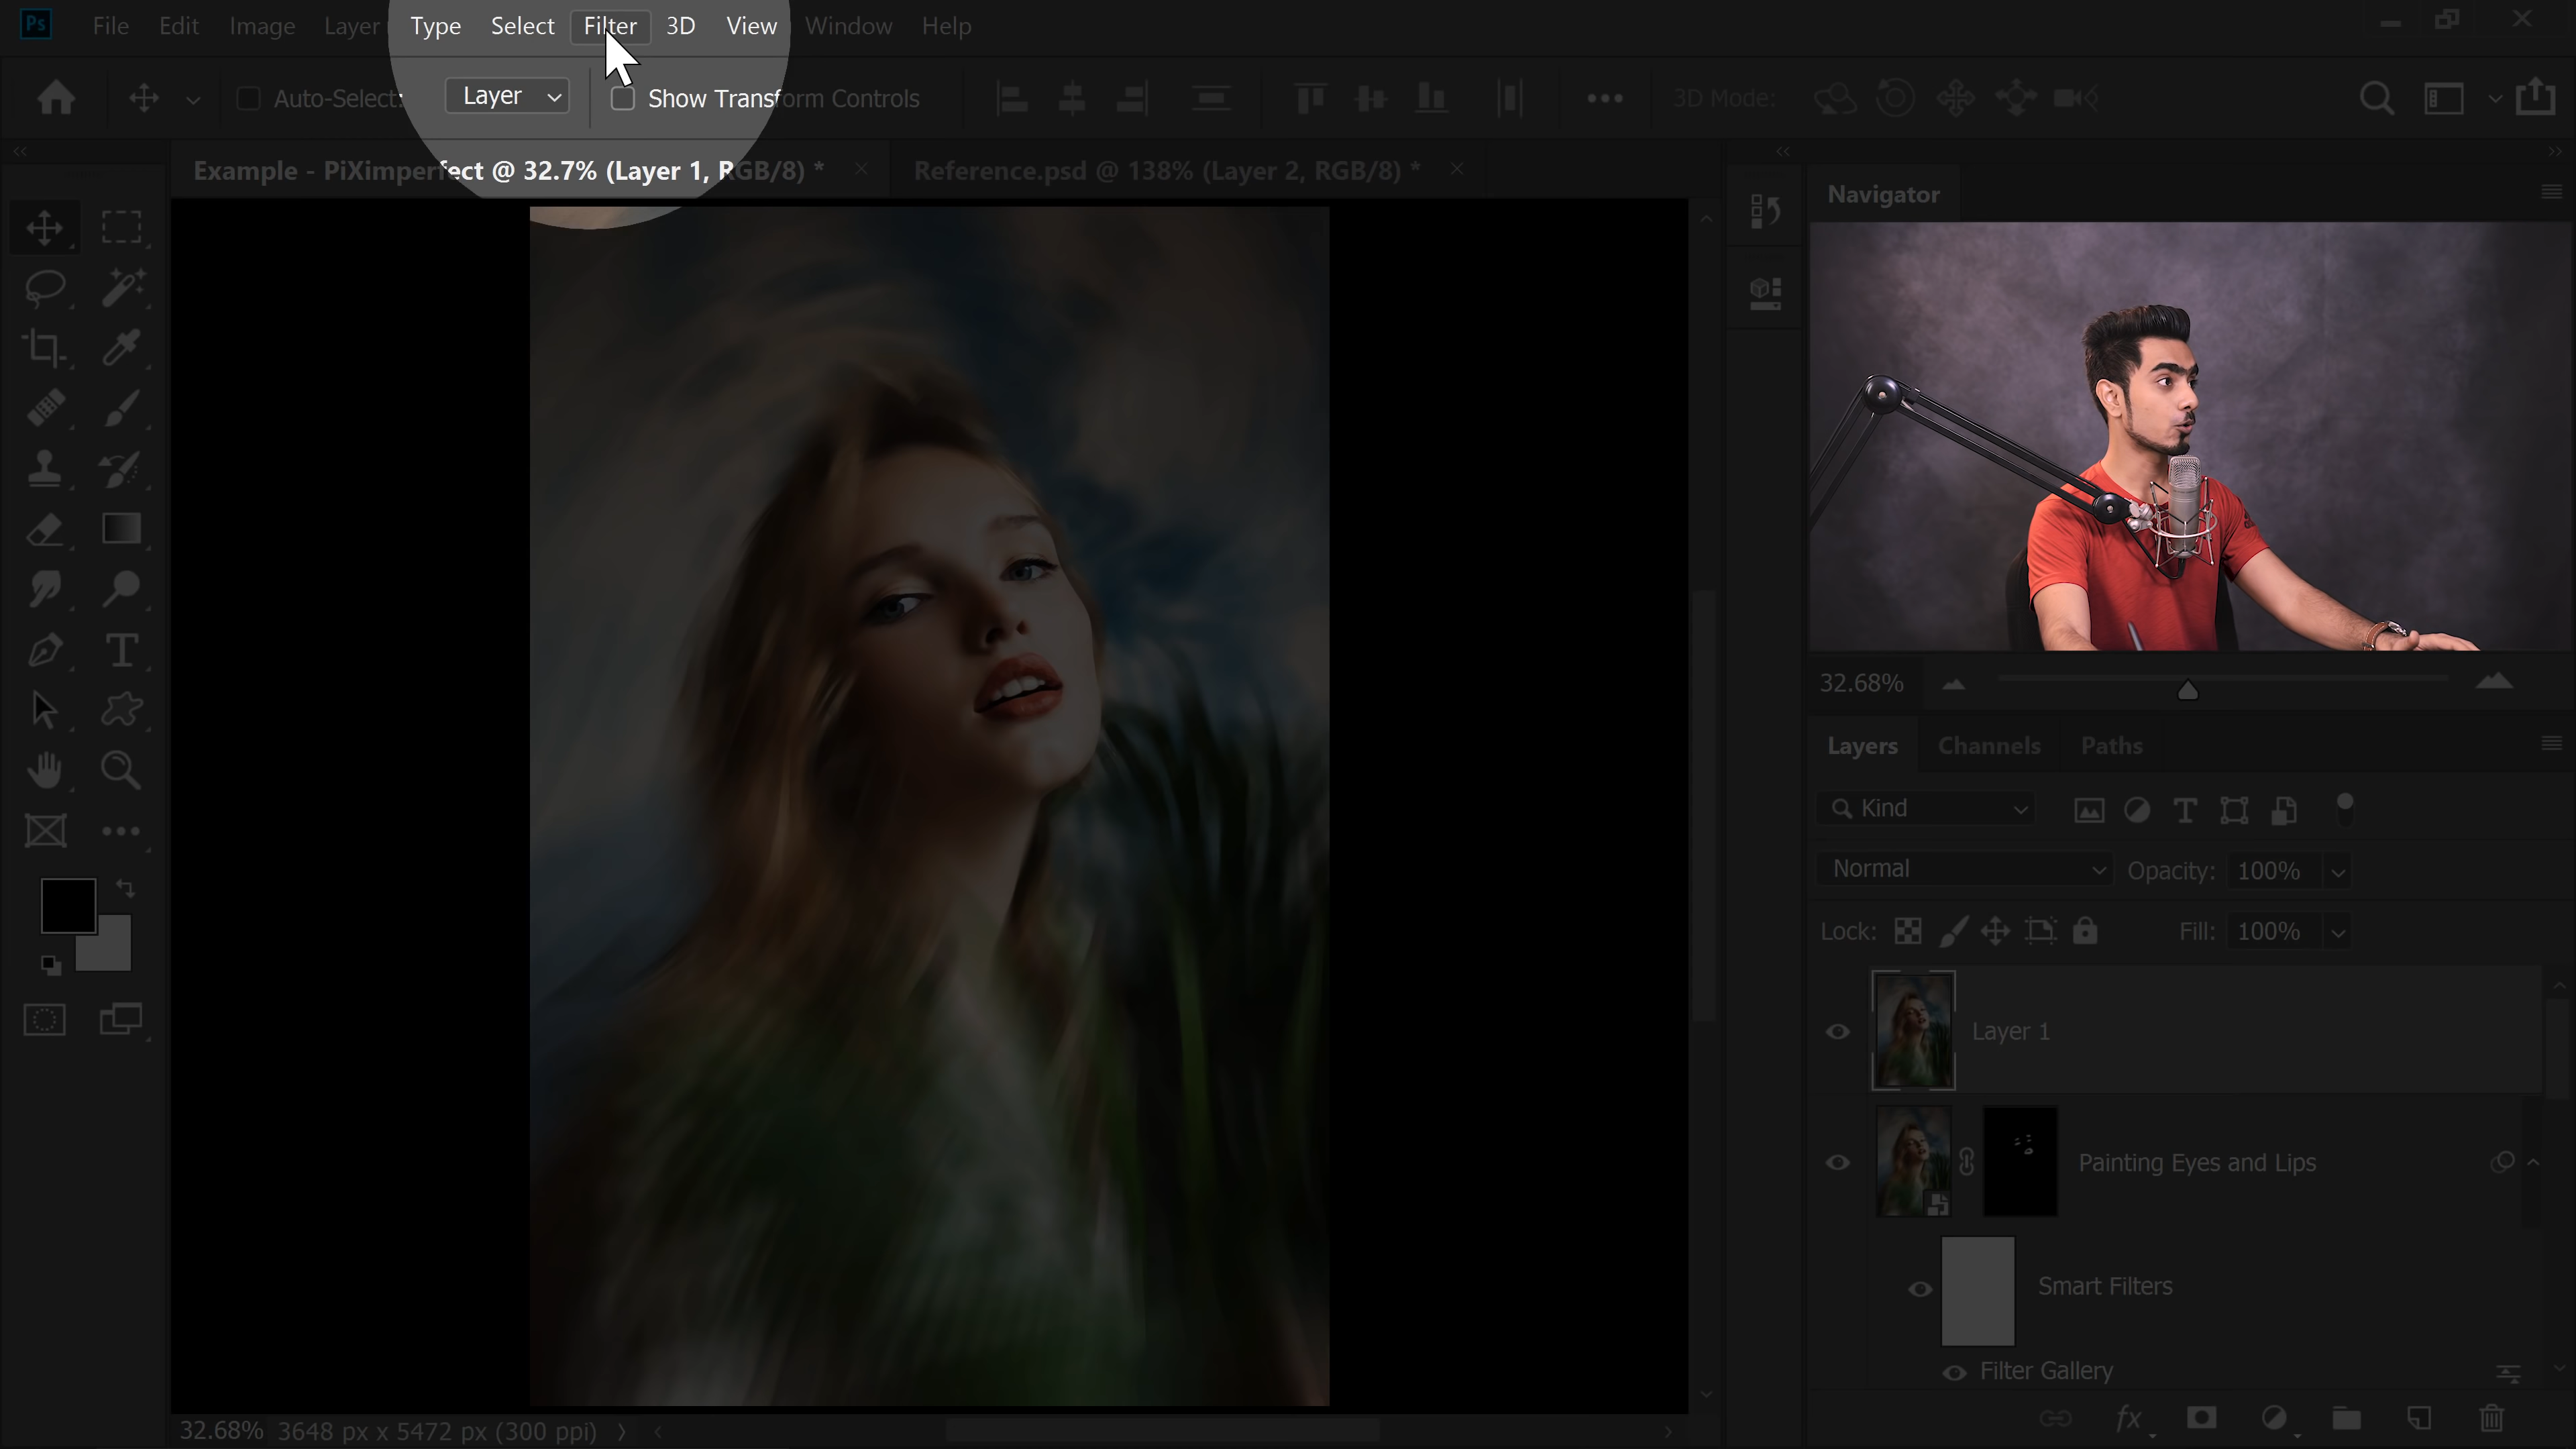 Ps File Edit Image Layer Type Select Filter 3D View Window Help
Auto-Select: Layer Show Transform Controls 3D Mode:
Example - PiXimperfect @ 32.7% (Layer 1, RGB/8) * Reference.psd @ 138% (Layer 2, RGB/8) *
Navigator
32.68%
Layers Channels Paths
Kind
Normal Opacity: 100%
Lock: Fill: 100%
Layer 1
Painting Eyes and Lips
Smart Filters
Filter Gallery
fx
32.68% 3648 px x 5472 px (300 ppi)